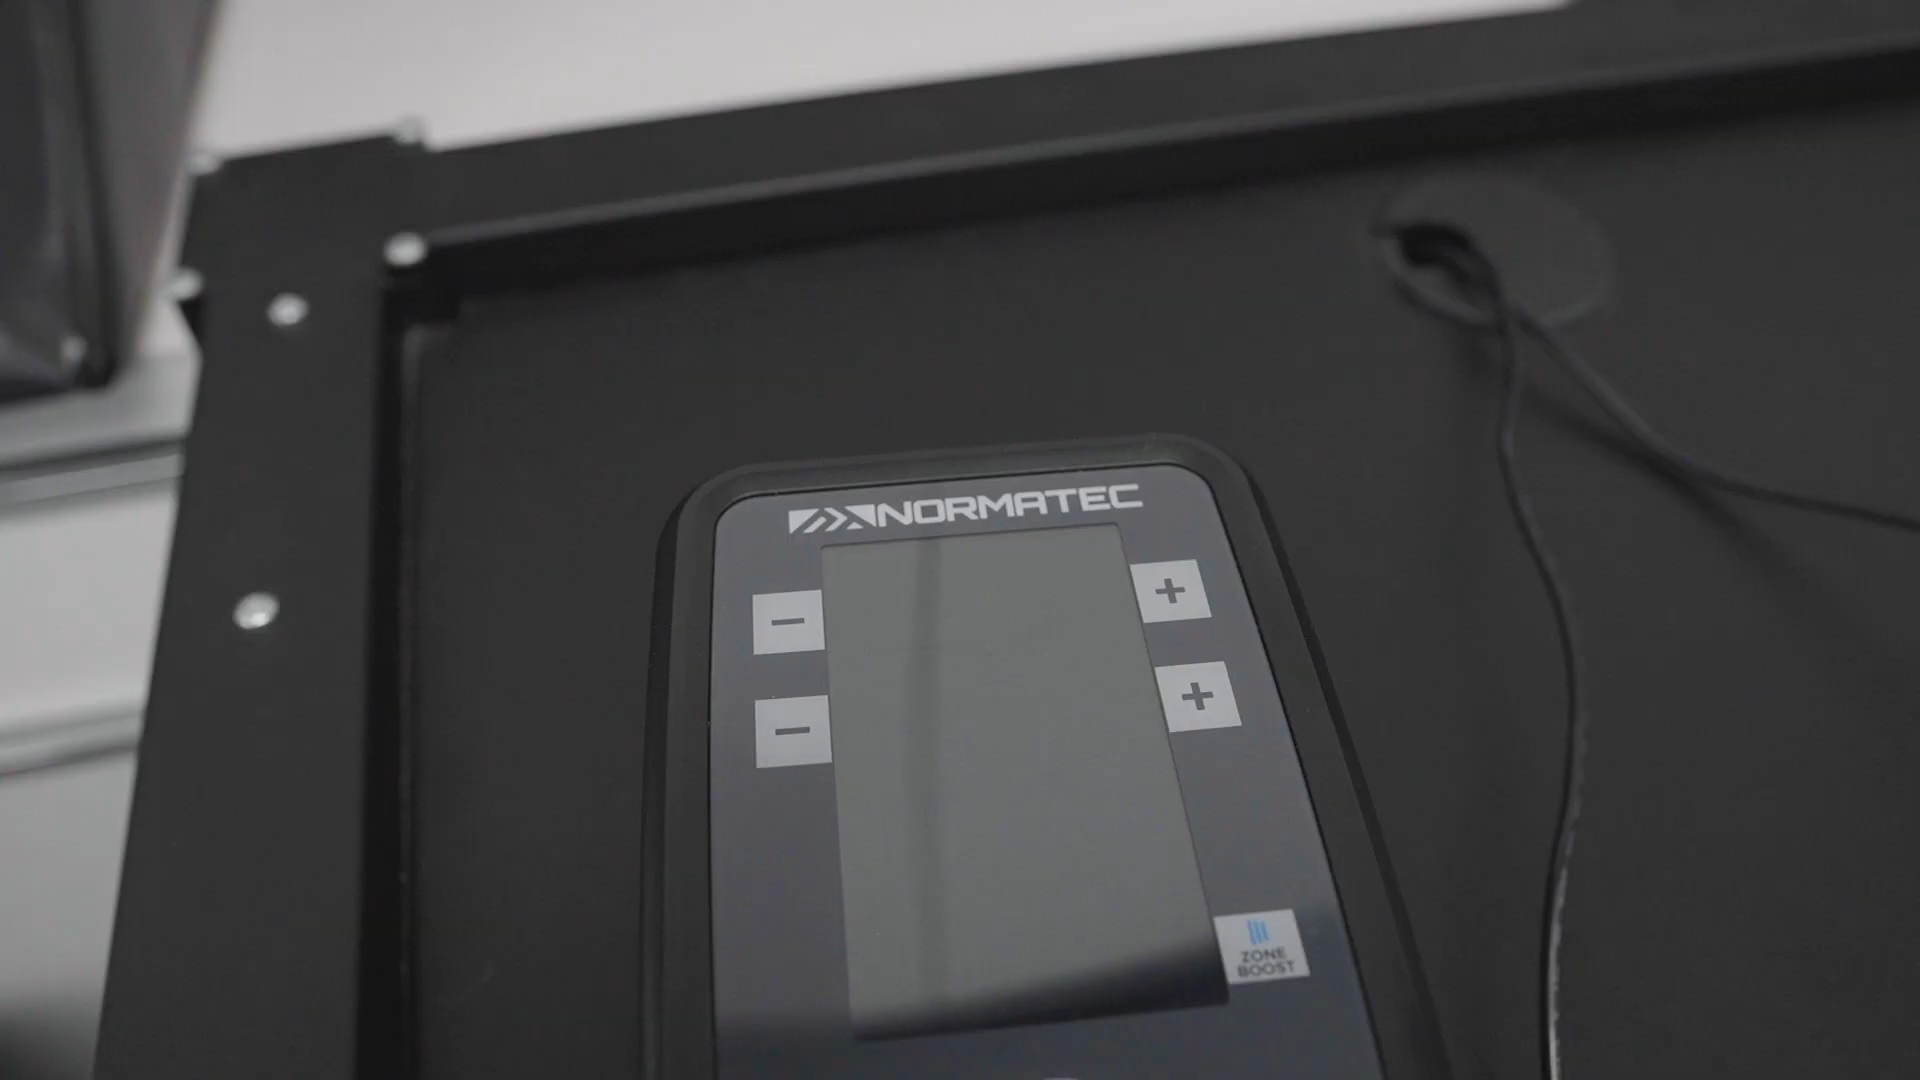 NORMATEC
− +
− +
ZONE
BOOST